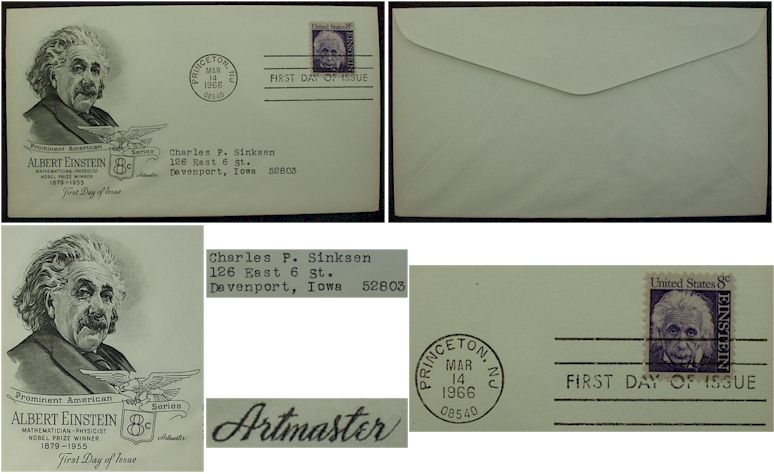 United States 8c
EINSTEIN
PRINCETON, NJ
MAR
14
1966
08540
FIRST DAY OF ISSUE
Charles P. Sinksen
126 East 6 St.
Davenport, Iowa 52803
Prominent American
Series
ALBERT EINSTEIN
8c
MATHEMATICIAN-PHYSICIST
NOBEL PRIZE WINNER
1879-1955
Artmaster
First Day of Issue
Prominent American
Series
ALBERT EINSTEIN
8c
MATHEMATICIAN-PHYSICIST
NOBEL PRIZE WINNER
1879-1955
Artmaster
First Day of Issue
Charles P. Sinksen
126 East 6 St.
Davenport, Iowa 52803
Artmaster
United States 8c
EINSTEIN
PRINCETON, NJ
MAR
14
1966
08540
FIRST DAY OF ISSUE